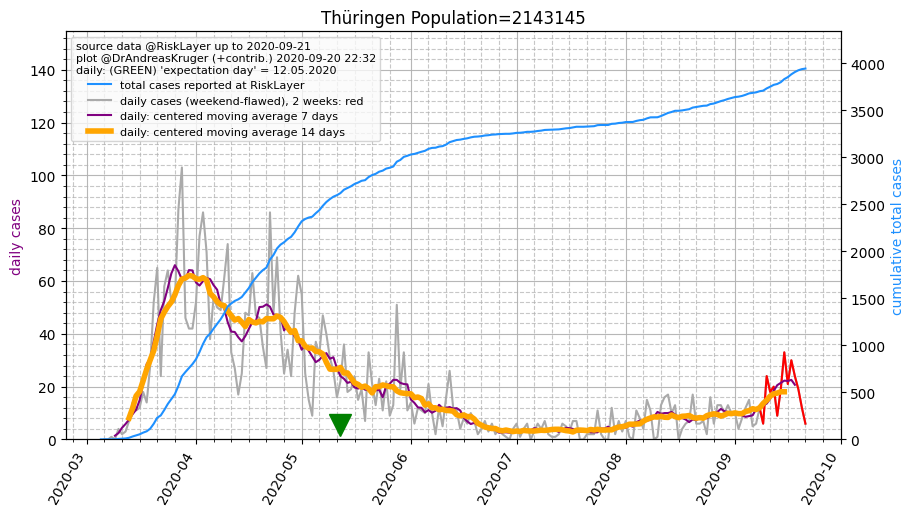 Thüringen Population=2143145
source data @RiskLayer up to 2020-09-21
plot @DrAndreasKruger (+contrib.) 2020-09-20 22:32
daily: (GREEN) 'expectation day' = 12.05.2020
total cases reported at RiskLayer
daily cases (weekend-flawed), 2 weeks: red
daily: centered moving average 7 days
daily: centered moving average 14 days
daily cases
140
120
100
80
60
40
20
0
cumulative total cases
4000
3500
3000
2500
2000
1500
1000
500
0
2020-03
2020-04
2020-05
2020-06
2020-07
2020-08
2020-09
2020-10